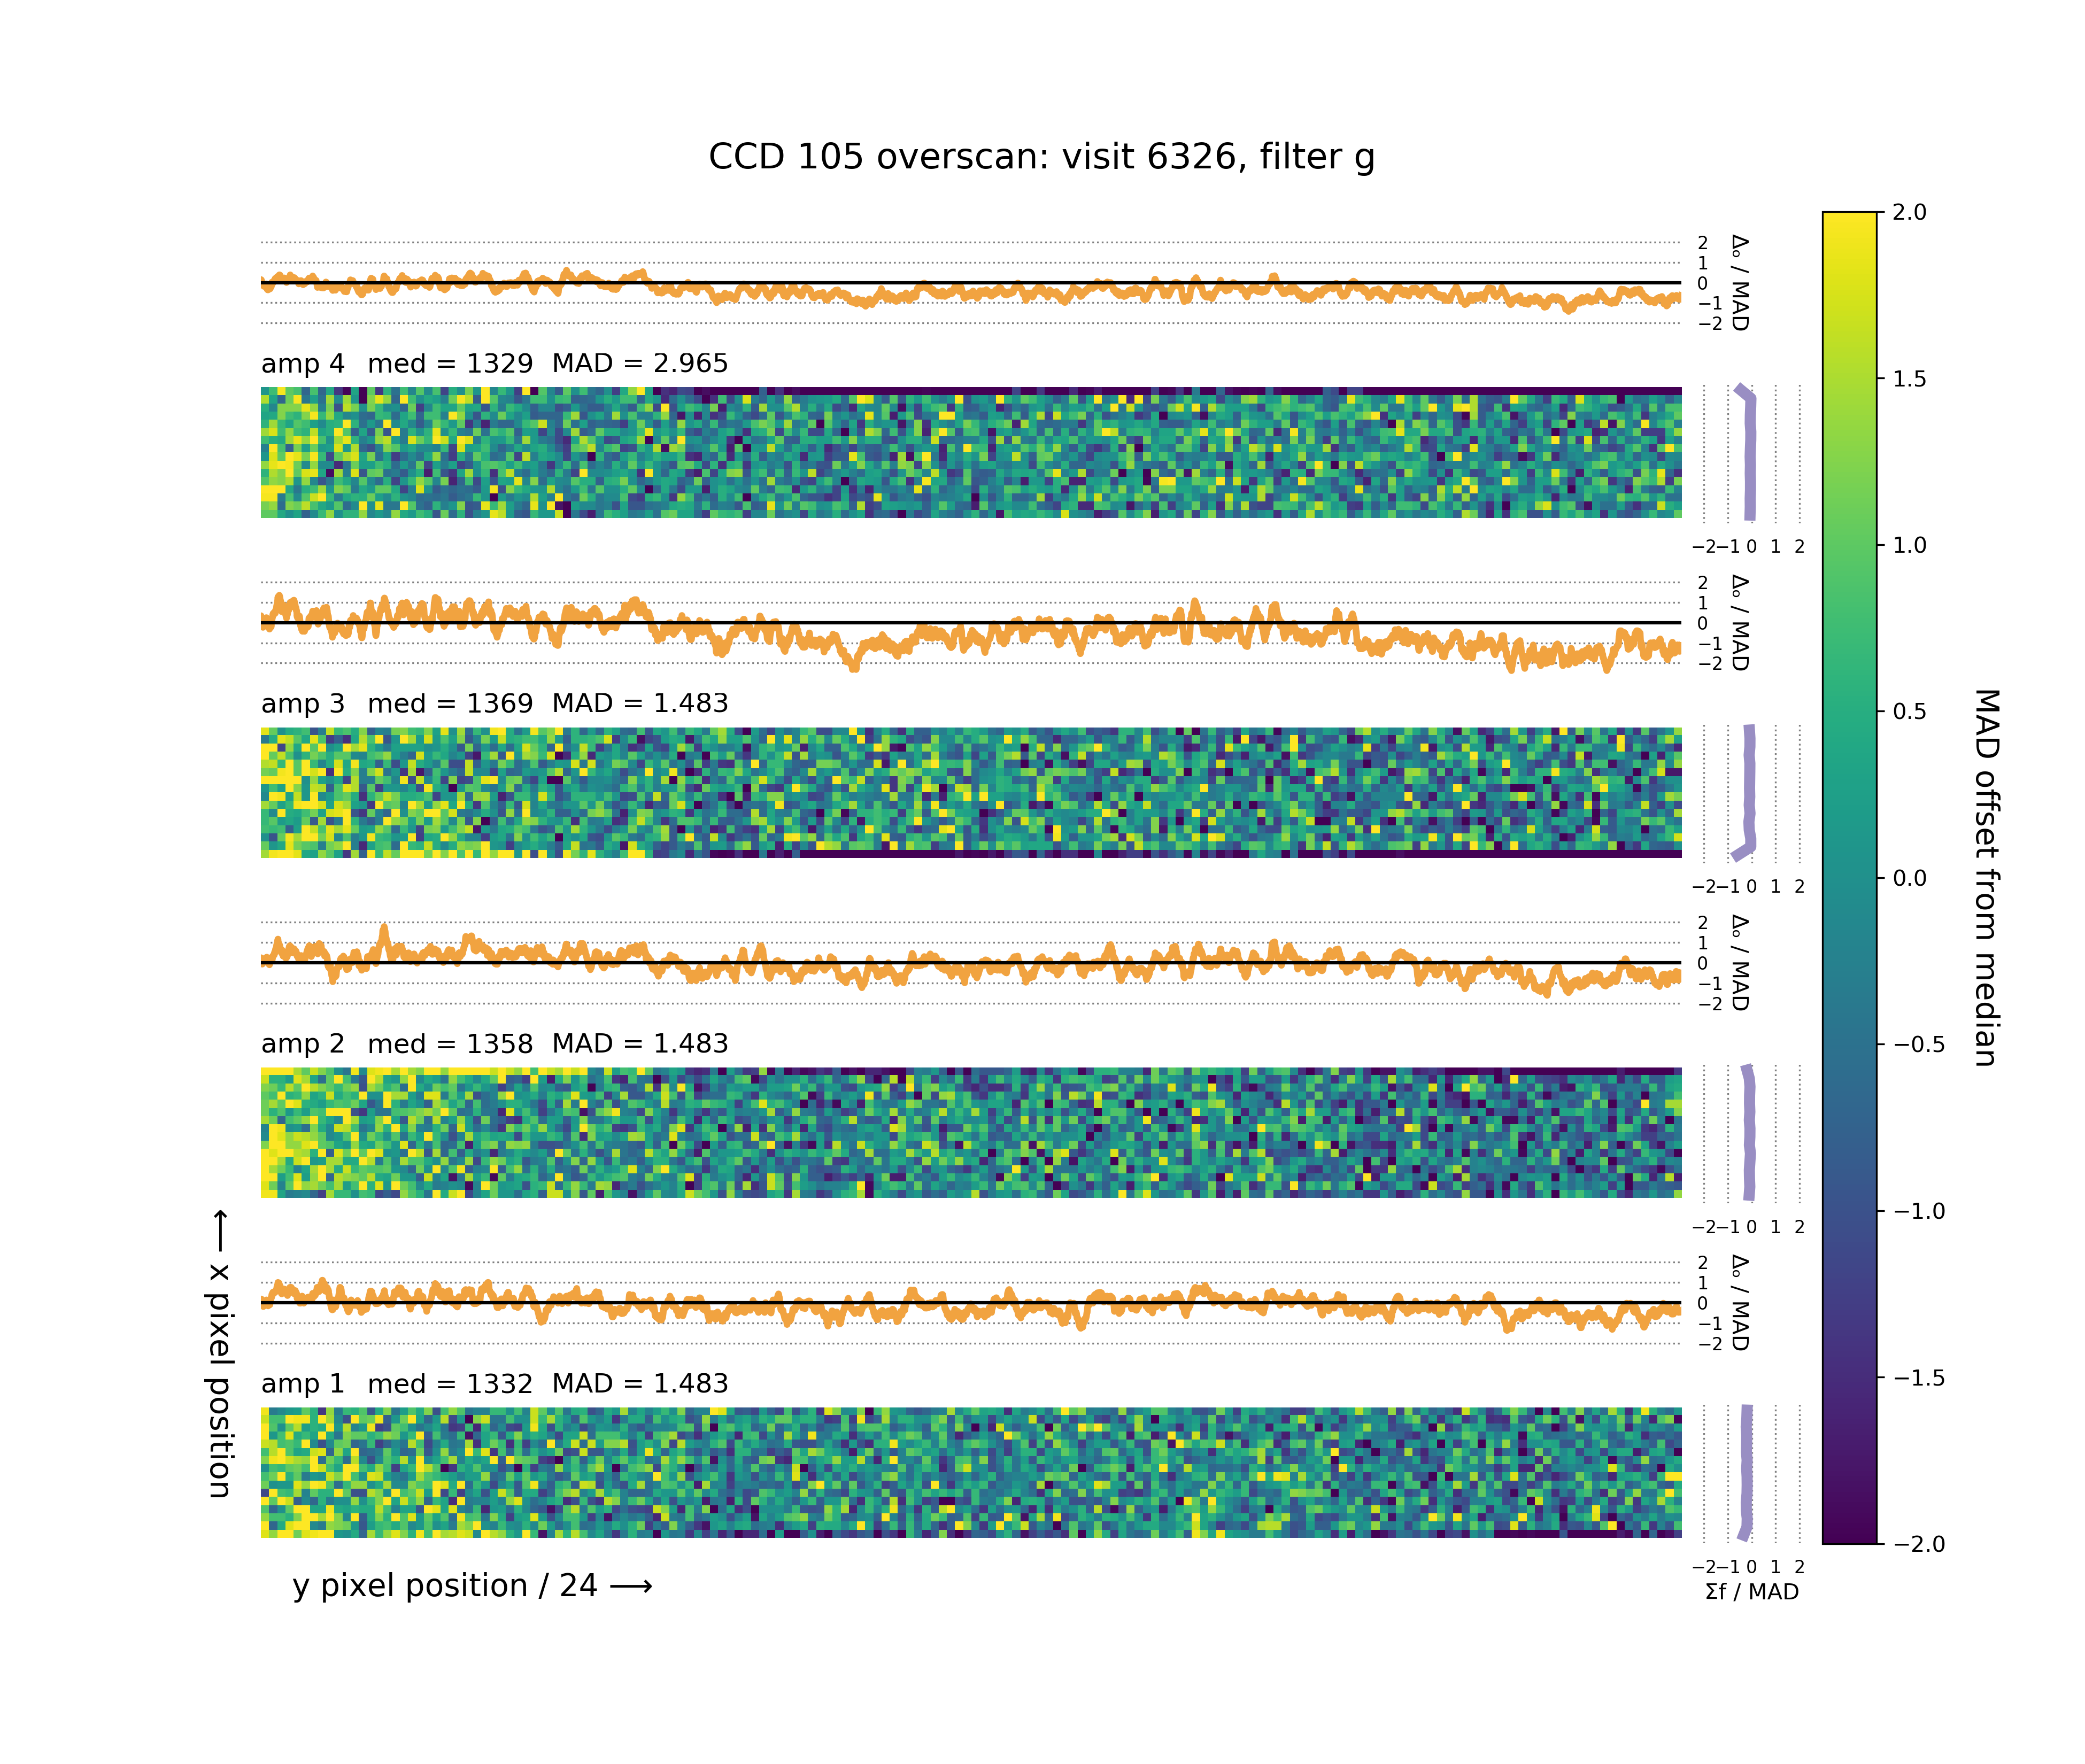 CCD 105 overscan: visit 6326, filter g
2
1
0
−1
−2
Δₒ / MAD
amp 4 med = 1329 MAD = 2.965
−2 −1 0 1 2
2
1
0
−1
−2
Δₒ / MAD
amp 3 med = 1369 MAD = 1.483
−2 −1 0 1 2
2
1
0
−1
−2
Δₒ / MAD
amp 2 med = 1358 MAD = 1.483
−2 −1 0 1 2
2
1
0
−1
−2
Δₒ / MAD
amp 1 med = 1332 MAD = 1.483
−2 −1 0 1 2
Σf / MAD
⟵ x pixel position
y pixel position / 24 ⟶
2.0
1.5
1.0
0.5
0.0
−0.5
−1.0
−1.5
−2.0
MAD offset from median